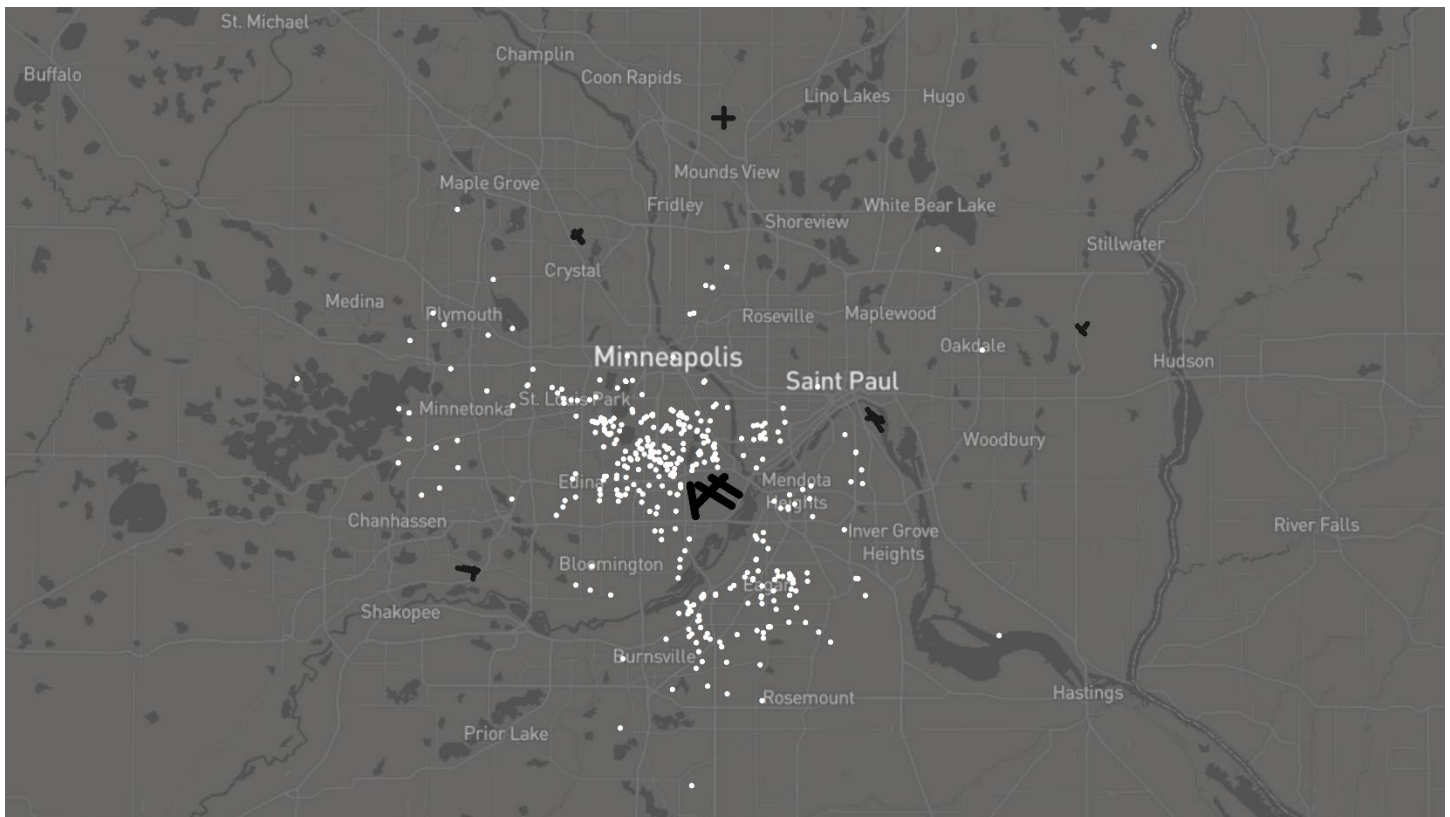 St. Michael
Champlin
Buffalo
Coon Rapids
Lino Lakes
Hugo
Mounds View
Maple Grove
Fridley
White Bear Lake
Shoreview
Stillwater
Crystal
Medina
Plymouth
Roseville
Maplewood
Oakdale
Minneapolis
Hudson
Saint Paul
St. Louis Park
Minnetonka
Woodbury
Edina
Mendota
Heights
Chanhassen
River Falls
Inver Grove
Heights
Bloomington
Eagan
Shakopee
Burnsville
Rosemount
Hastings
Prior Lake